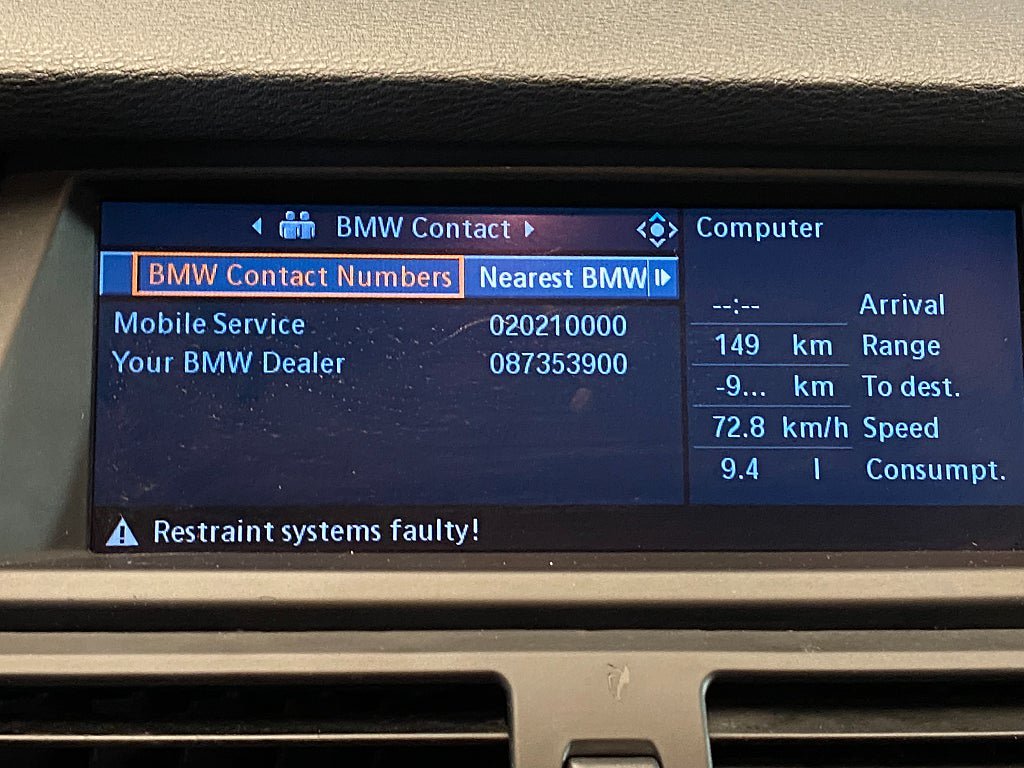 BMW Contact
BMW Contact Numbers Nearest BMW
Mobile Service 020210000
Your BMW Dealer 087353900
Restraint systems faulty!
Computer
--:-- Arrival
149 km Range
-9... km To dest.
72.8 km/h Speed
9.4 l Consumpt.